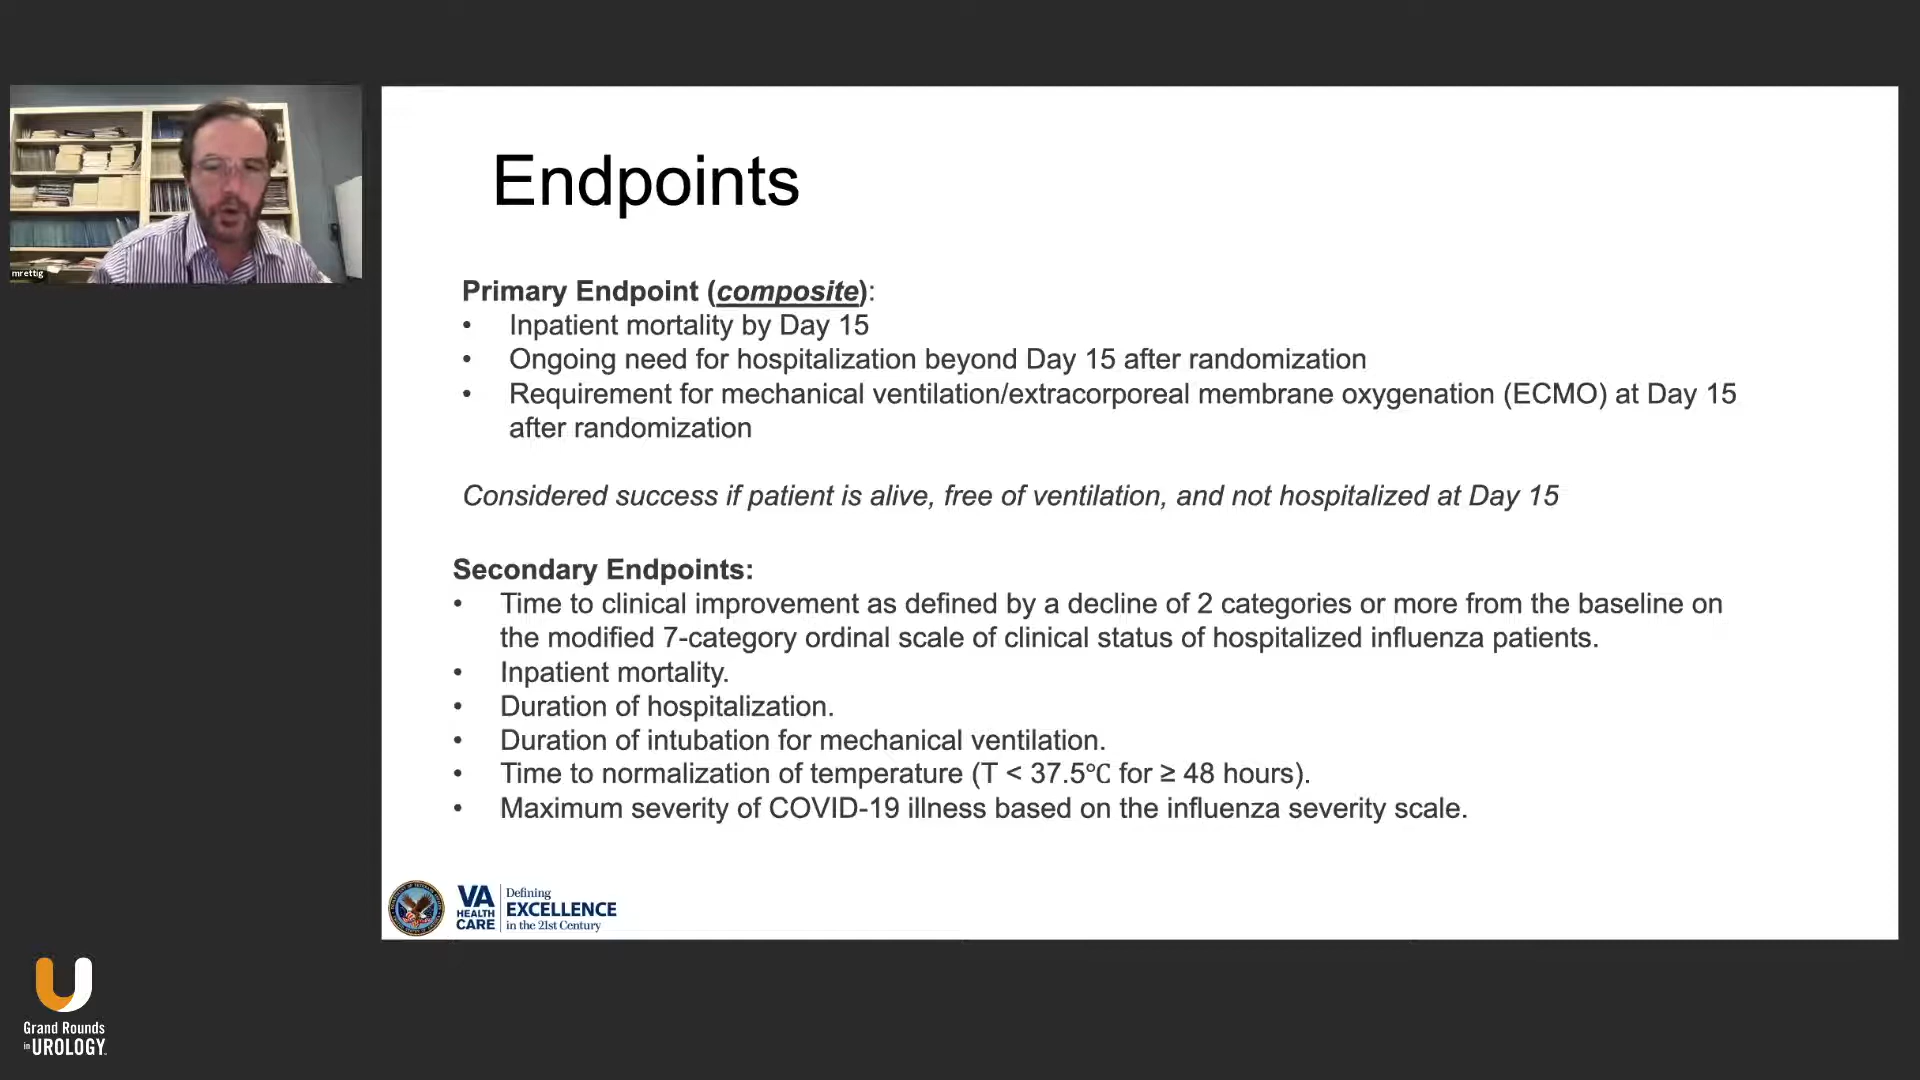 mrettig
Endpoints
Primary Endpoint (composite):
• Inpatient mortality by Day 15
• Ongoing need for hospitalization beyond Day 15 after randomization
• Requirement for mechanical ventilation/extracorporeal membrane oxygenation (ECMO) at Day 15
after randomization
Considered success if patient is alive, free of ventilation, and not hospitalized at Day 15
Secondary Endpoints:
• Time to clinical improvement as defined by a decline of 2 categories or more from the baseline on
the modified 7-category ordinal scale of clinical status of hospitalized influenza patients.
• Inpatient mortality.
• Duration of hospitalization.
• Duration of intubation for mechanical ventilation.
• Time to normalization of temperature (T < 37.5℃ for ≥ 48 hours).
• Maximum severity of COVID-19 illness based on the influenza severity scale.
VA
HEALTH
CARE
Defining
EXCELLENCE
in the 21st Century
Grand Rounds
in UROLOGY